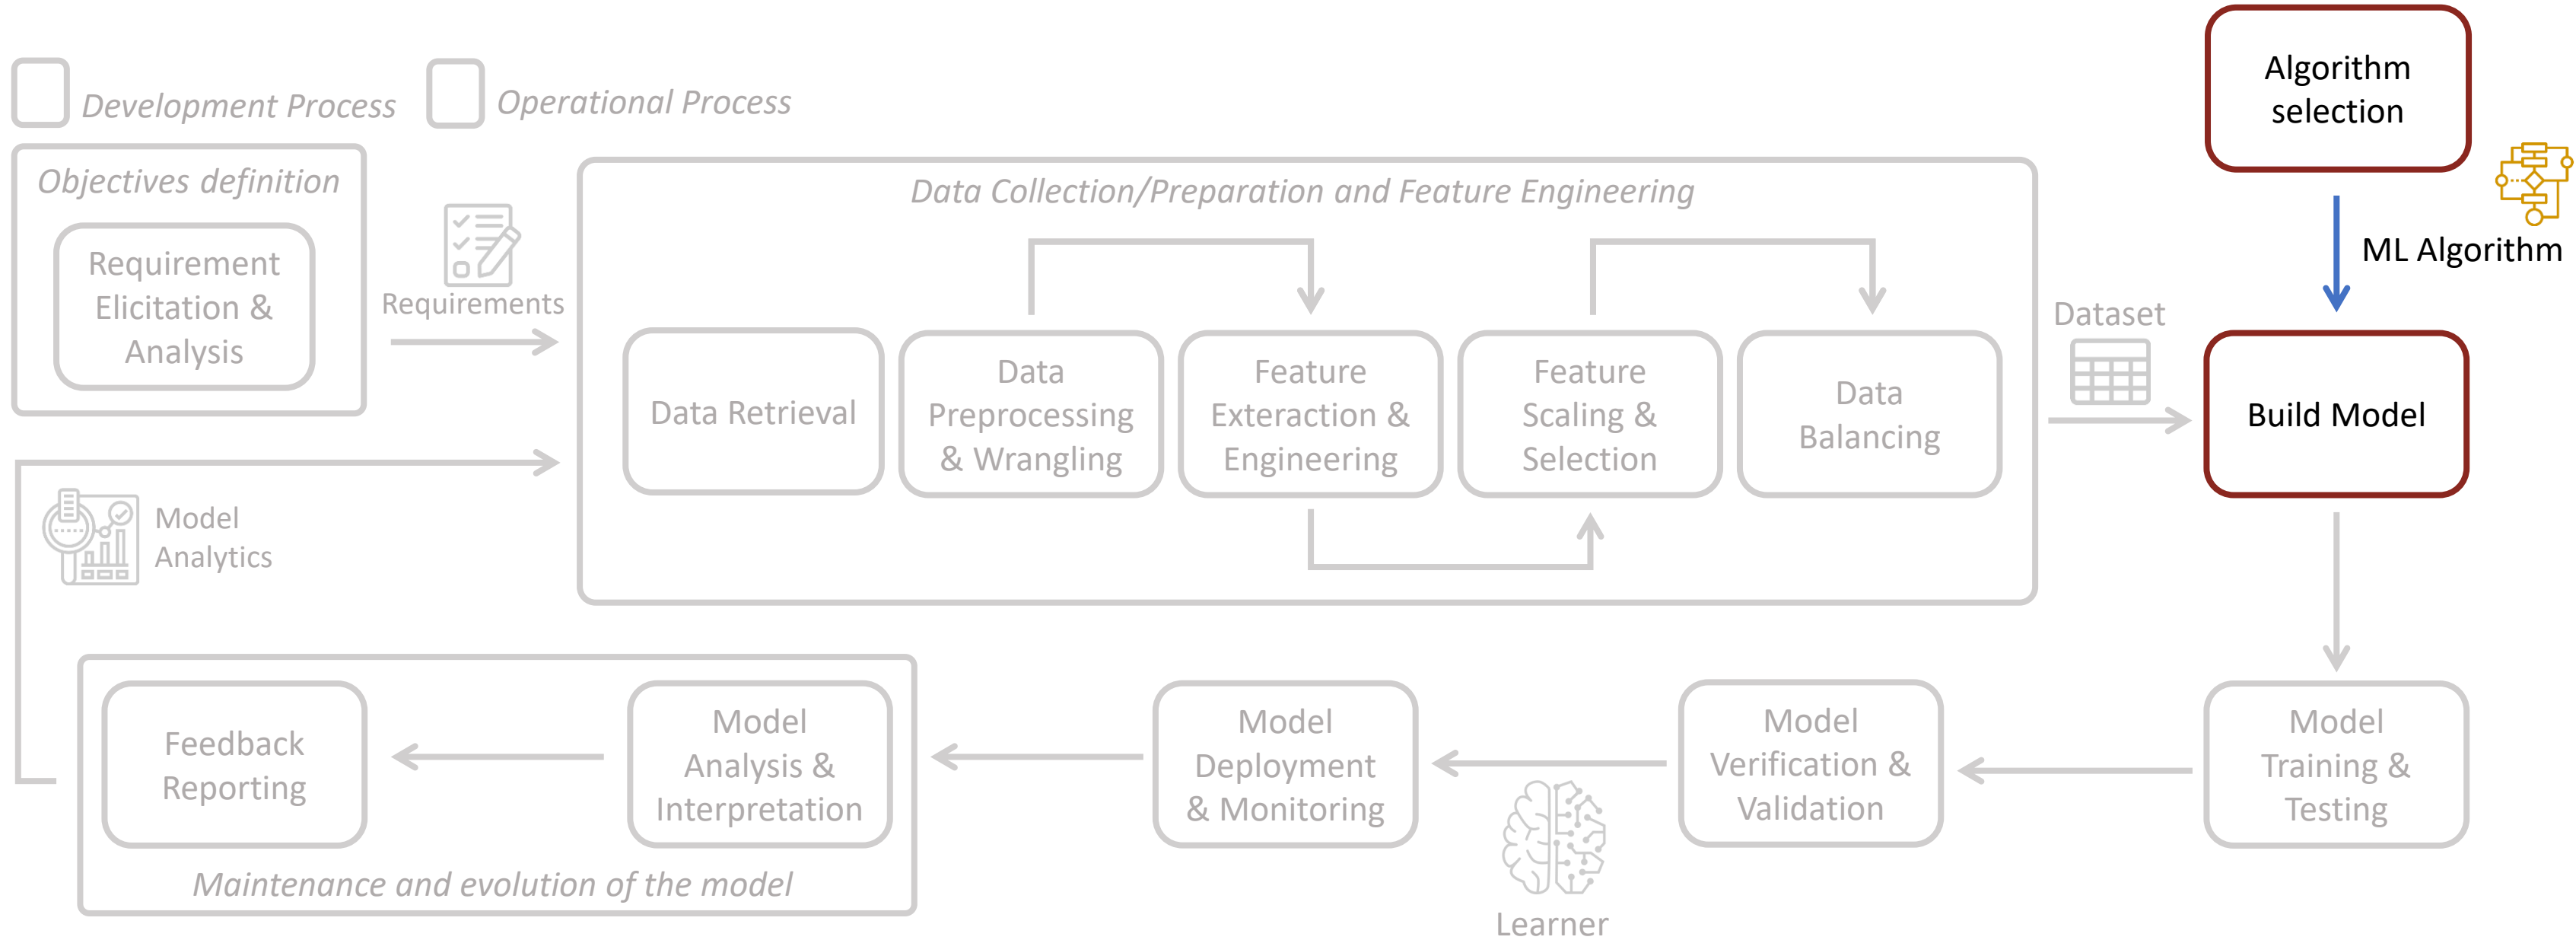 Development Process
Operational Process
Algorithm
selection
Objectives definition
Requirement
Elicitation &
Analysis
Requirements
Data Collection/Preparation and Feature Engineering
Data Retrieval
Data
Preprocessing
& Wrangling
Feature
Exteraction &
Engineering
Feature
Scaling &
Selection
Data
Balancing
ML Algorithm
Dataset
Build Model
Model
Analytics
Feedback
Reporting
Model
Analysis &
Interpretation
Maintenance and evolution of the model
Model
Deployment
& Monitoring
Learner
Model
Verification &
Validation
Model
Training &
Testing